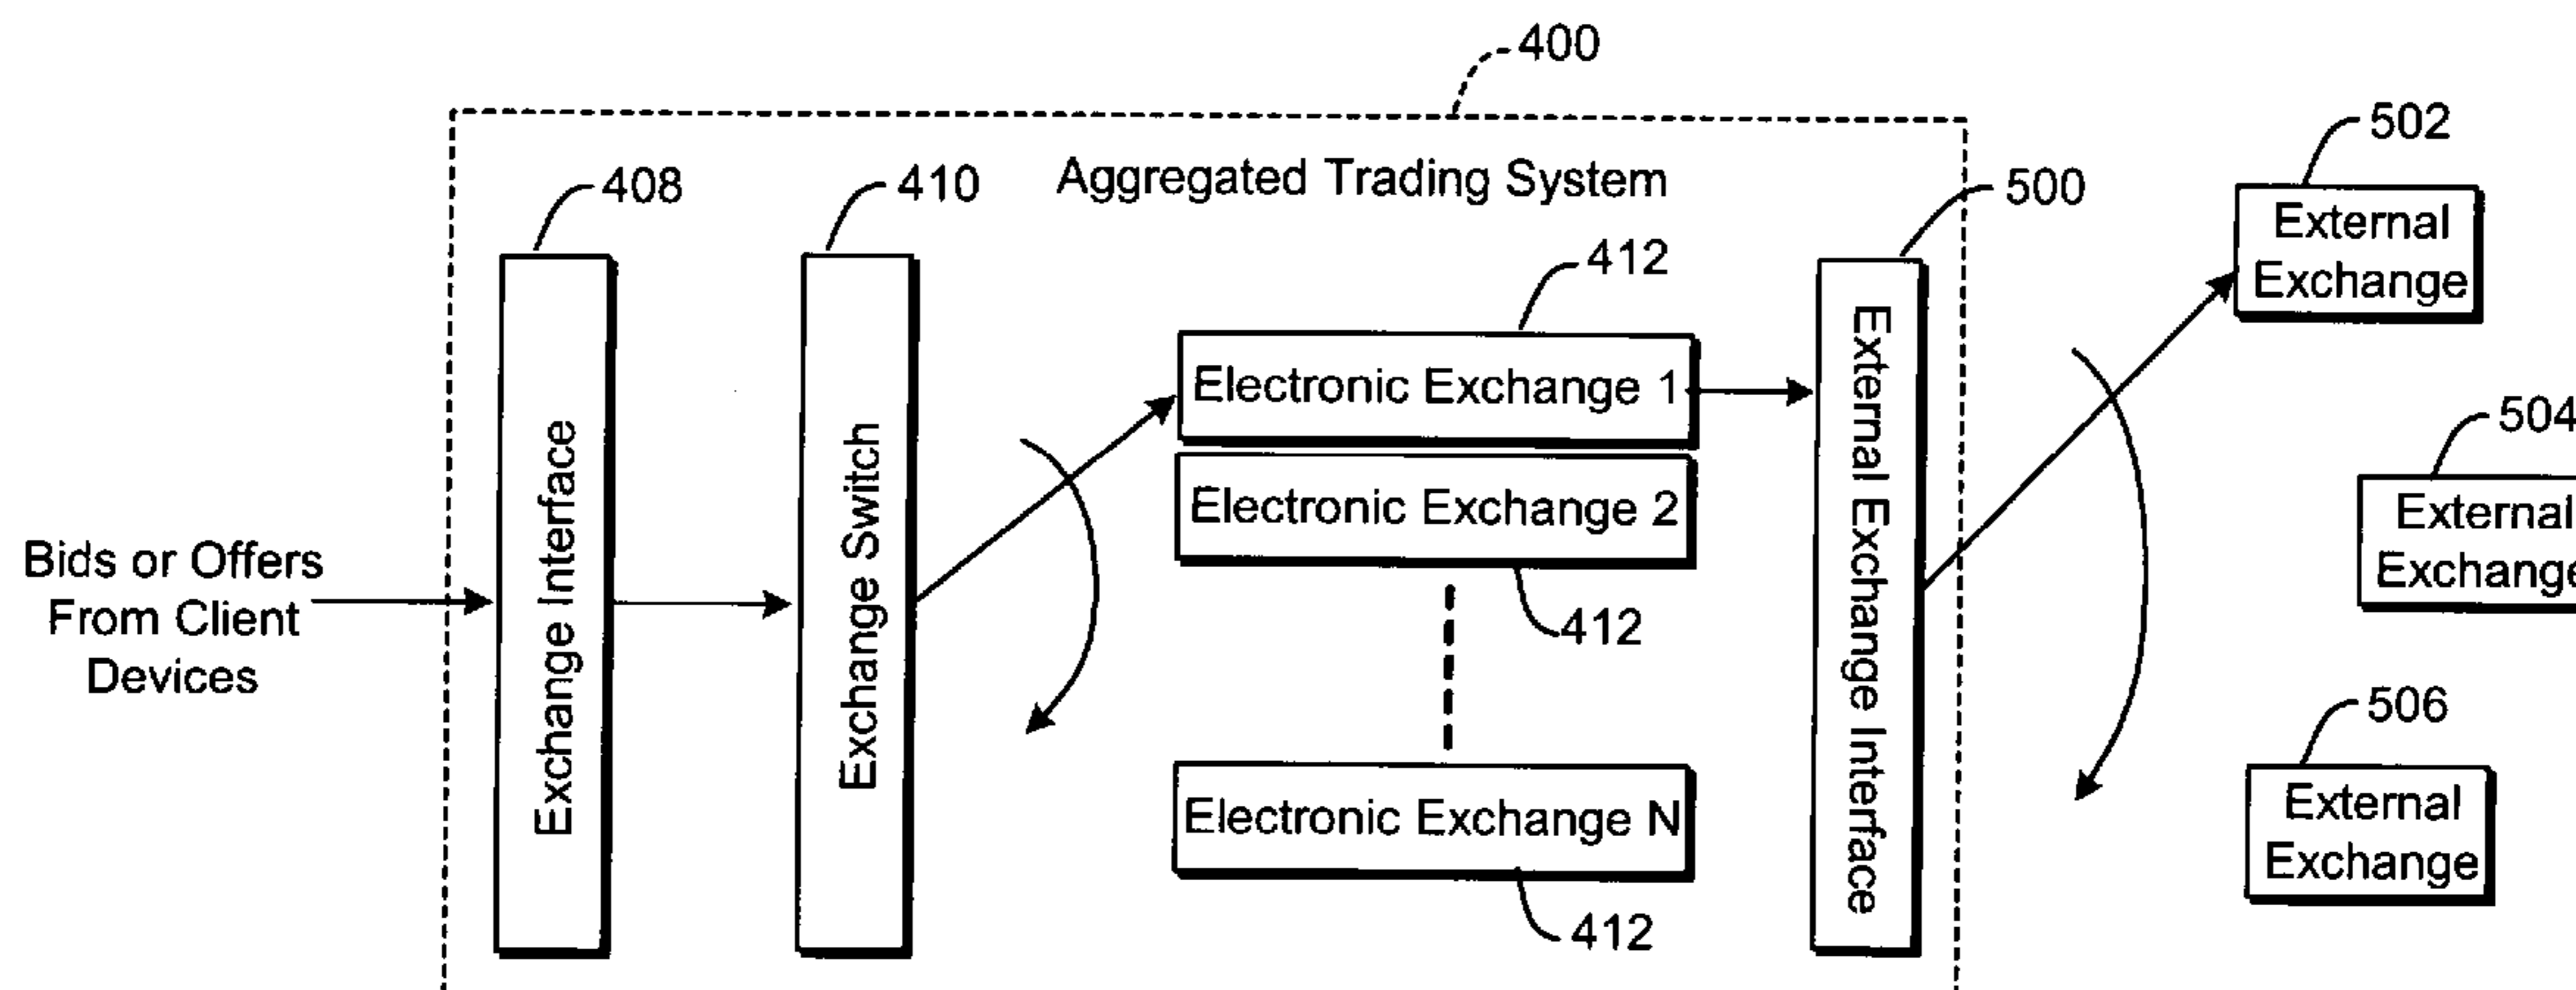 400
502
Aggregated Trading System
408
410
500
External
Exchange
412
Electronic Exchange 1
504
Electronic Exchange 2
External
Exchange
Bids or Offers
From Client
Devices
Exchange Interface
Exchange Switch
External Exchange Interface
412
506
Electronic Exchange N
External
Exchange
412